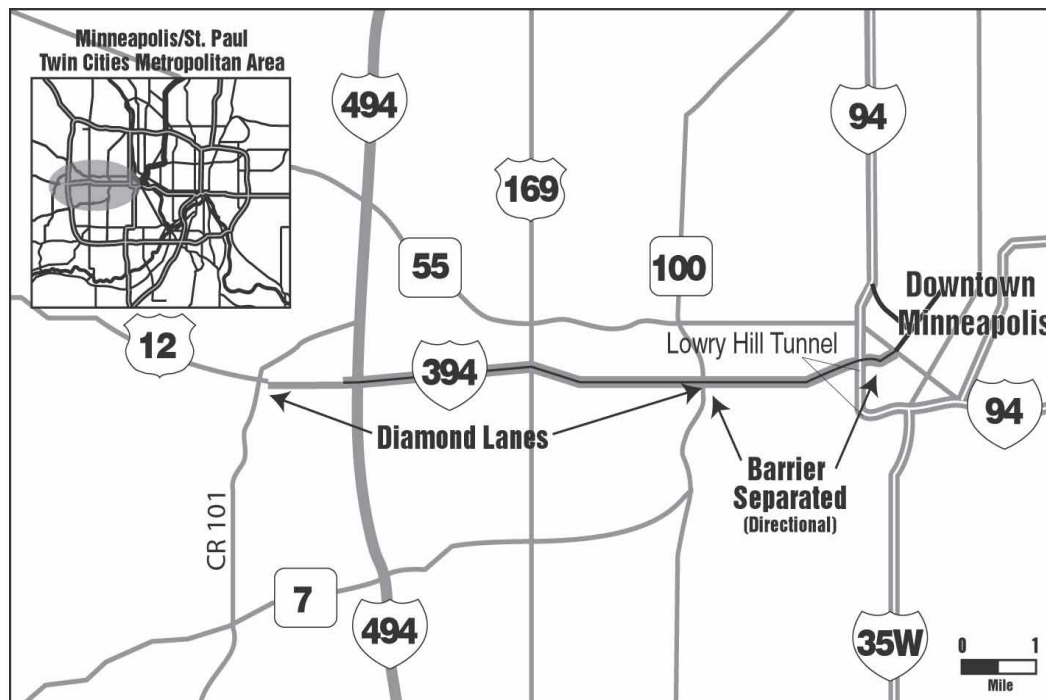 Minneapolis/St. Paul
Twin Cities Metropolitan Area
494
94
169
55
100
Downtown
Minneapolis
12
Lowry Hill Tunnel
394
94
Diamond Lanes
Barrier
Separated
(Directional)
CR 101
7
494
35W
0 1
Mile